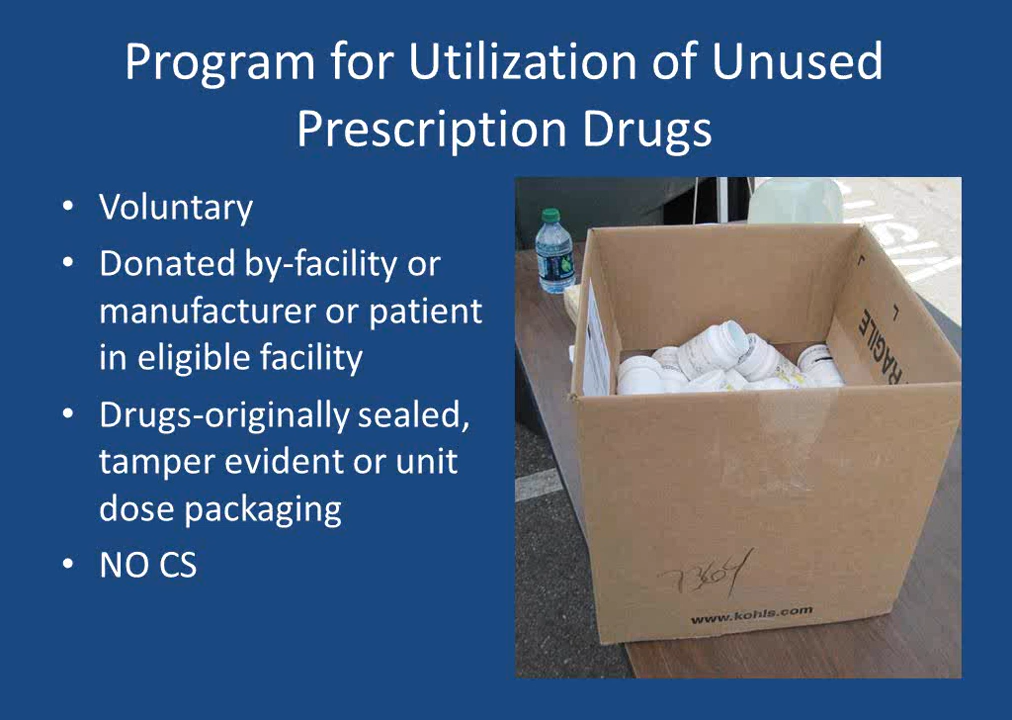 Program for Utilization of Unused
Prescription Drugs
• Voluntary
• Donated by-facility or
manufacturer or patient
in eligible facility
• Drugs-originally sealed,
tamper evident or unit
dose packaging
• NO CS
FRAGILE
73604
www.kohls.com